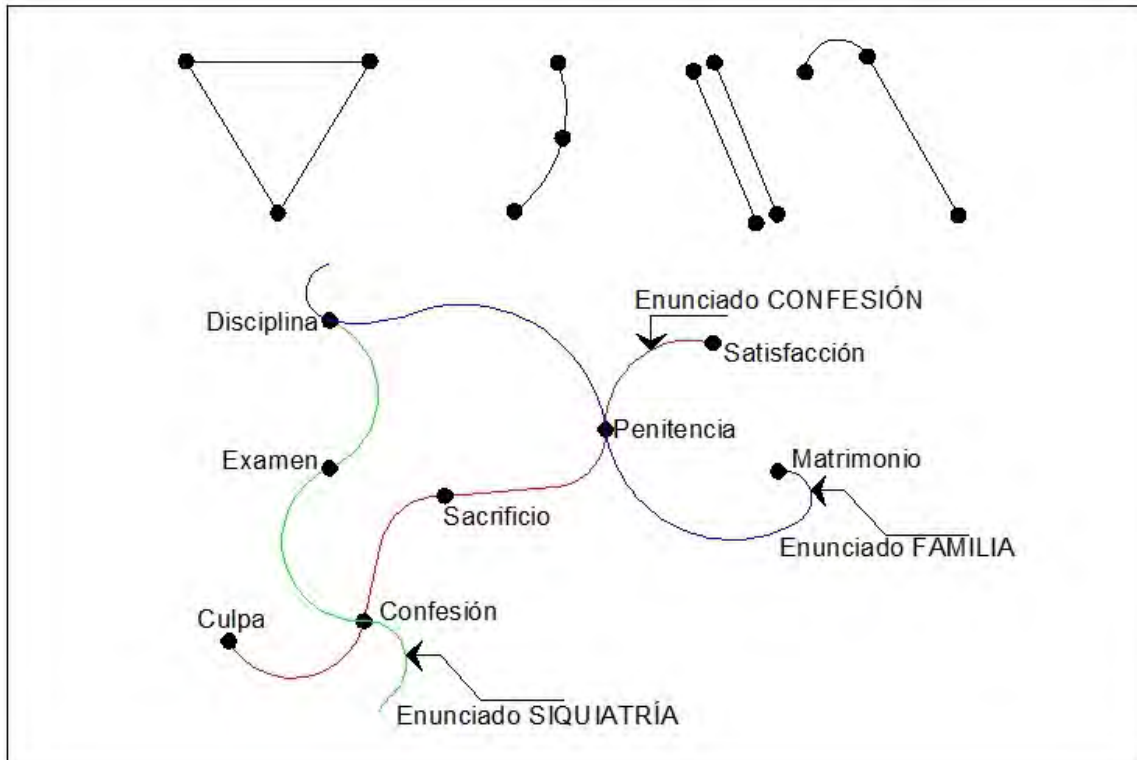 Enunciado CONFESIÓN
Disciplina
Satisfacción
Penitencia
Examen
Matrimonio
Sacrificio
Enunciado FAMILIA
Culpa
Confesión
Enunciado SIQUIATRÍA